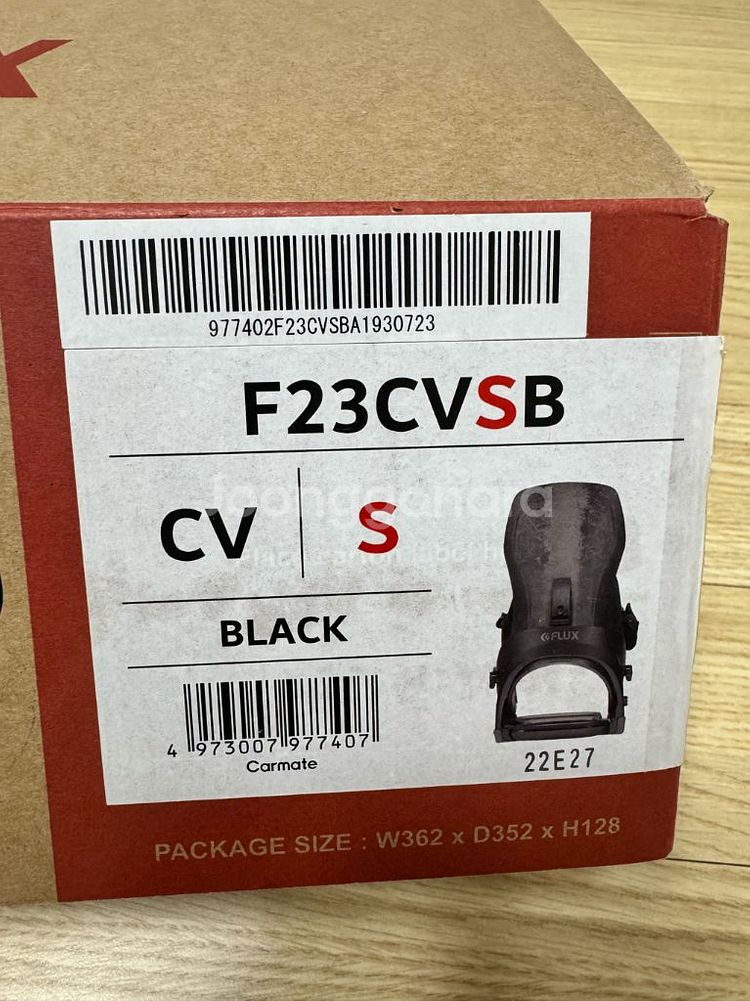 977402F23CVSBA1930723
F23CVSB
CV
S
BLACK
FLUX
4 973007 977407
Carmate
22E27
PACKAGE SIZE : W362 x D352 x H128